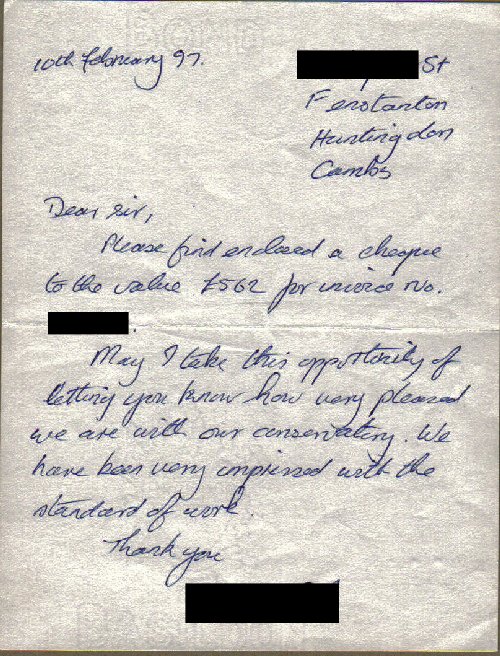 10th February 97.
St
Fenstanton
Huntingdon
Cambs
Dear sir,
Please find enclosed a cheque
to the value £562 for invoice no.
.
May I take this opportunity of
letting you know how very pleased
we are with our conservatory. We
have been very impressed with the
standard of work.
Thank you